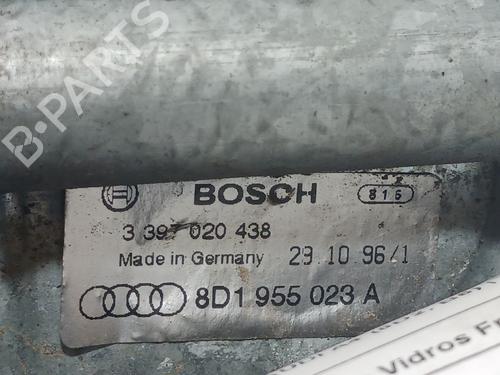 B-PARTS
BOSCH 816
3 397 020 438
Made in Germany 29.10 96/1
8D1 955 023 A
Vidros Fr